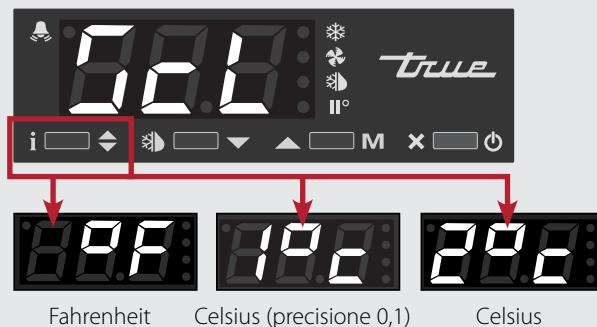 ScL
true
i M
°F 1°c 2°c
Fahrenheit Celsius (precisione 0,1) Celsius